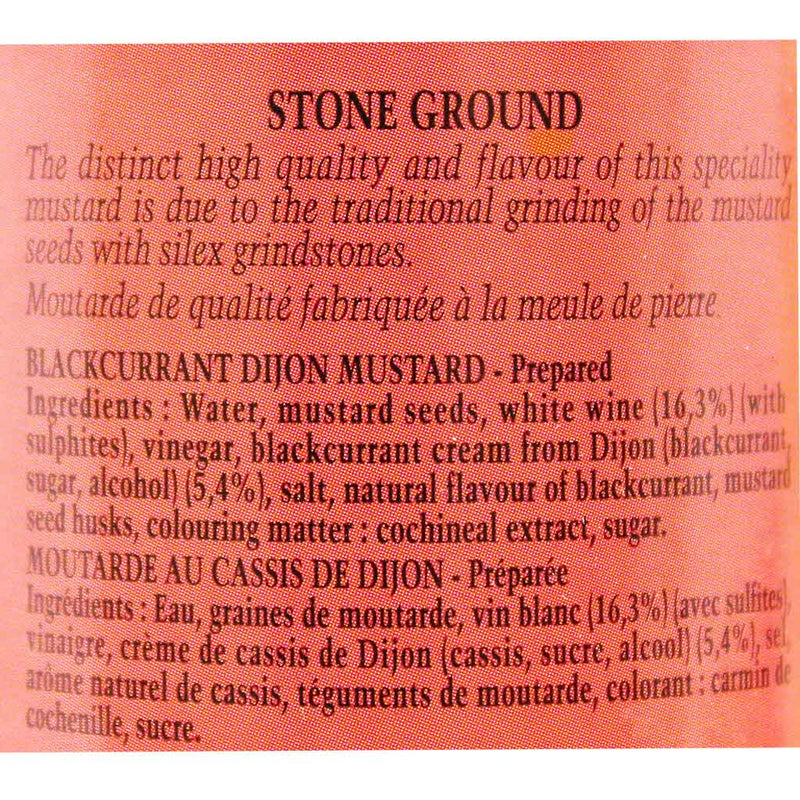 STONE GROUND
The distinct high quality and flavour of this speciality
mustard is due to the traditional grinding of the mustard
seeds with silex grindstones.
Moutarde de qualité fabriquée à la meule de pierre.
BLACKCURRANT DIJON MUSTARD - Prepared
Ingredients : Water, mustard seeds, white wine (16,3%) (with
sulphites), vinegar, blackcurrant cream from Dijon (blackcurrant,
sugar, alcohol) (5,4%), salt, natural flavour of blackcurrant, mustard
seed husks, colouring matter : cochineal extract, sugar.
MOUTARDE AU CASSIS DE DIJON - Préparée
Ingrédients : Eau, graines de moutarde, vin blanc (16,3%) (avec sulfites),
vinaigre, crème de cassis de Dijon (cassis, sucre, alcool) (5,4%), sel,
arôme naturel de cassis, téguments de moutarde, colorant : carmin de
cochenille, sucre.